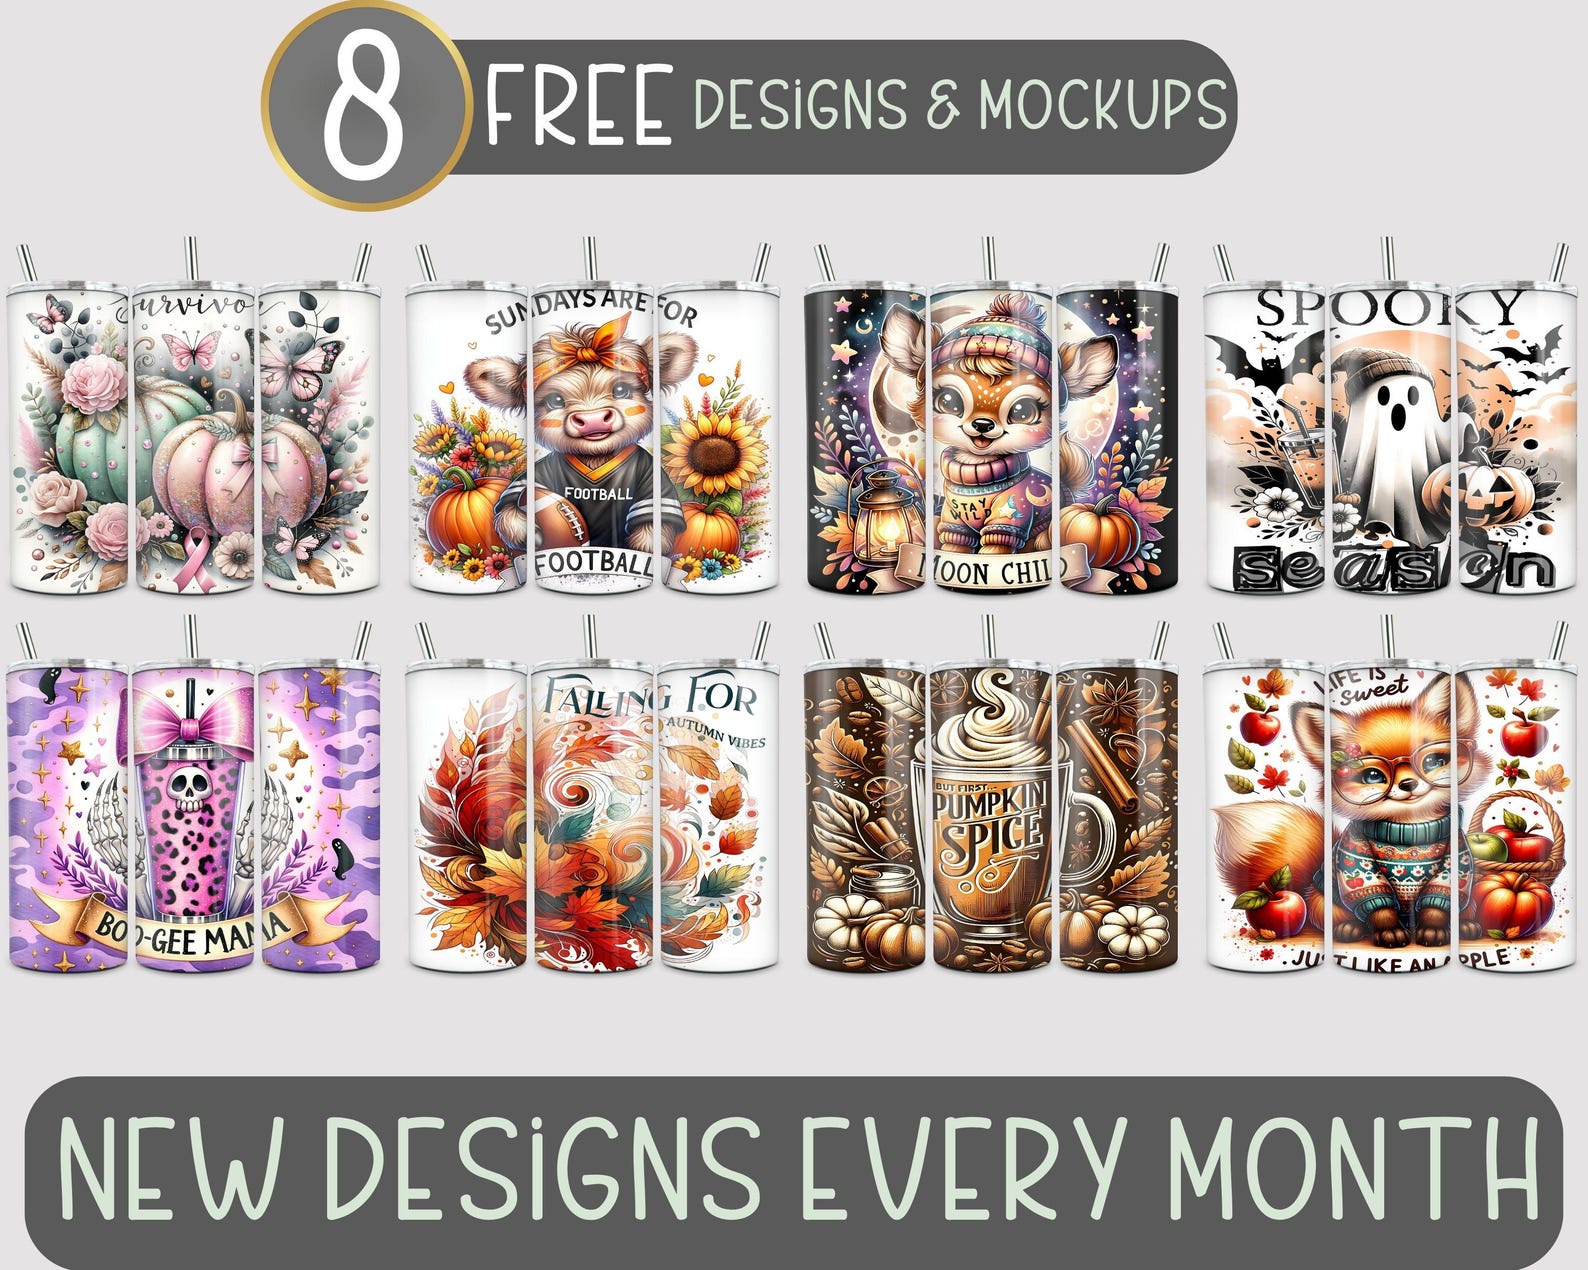 8 FREE DESIGNS & MOCKUPS
Survivor
SUNDAYS ARE FOR
FOOTBALL
FOOTBALL
STAY
WILD
MOON CHILD
SPOOKY
season
BOO-GEE MAMA
FALLING FOR
AUTUMN VIBES
BUT FIRST...
PUMPKIN
SPICE
LIFE IS
sweet
JUST LIKE AN APPLE
NEW DESIGNS EVERY MONTH